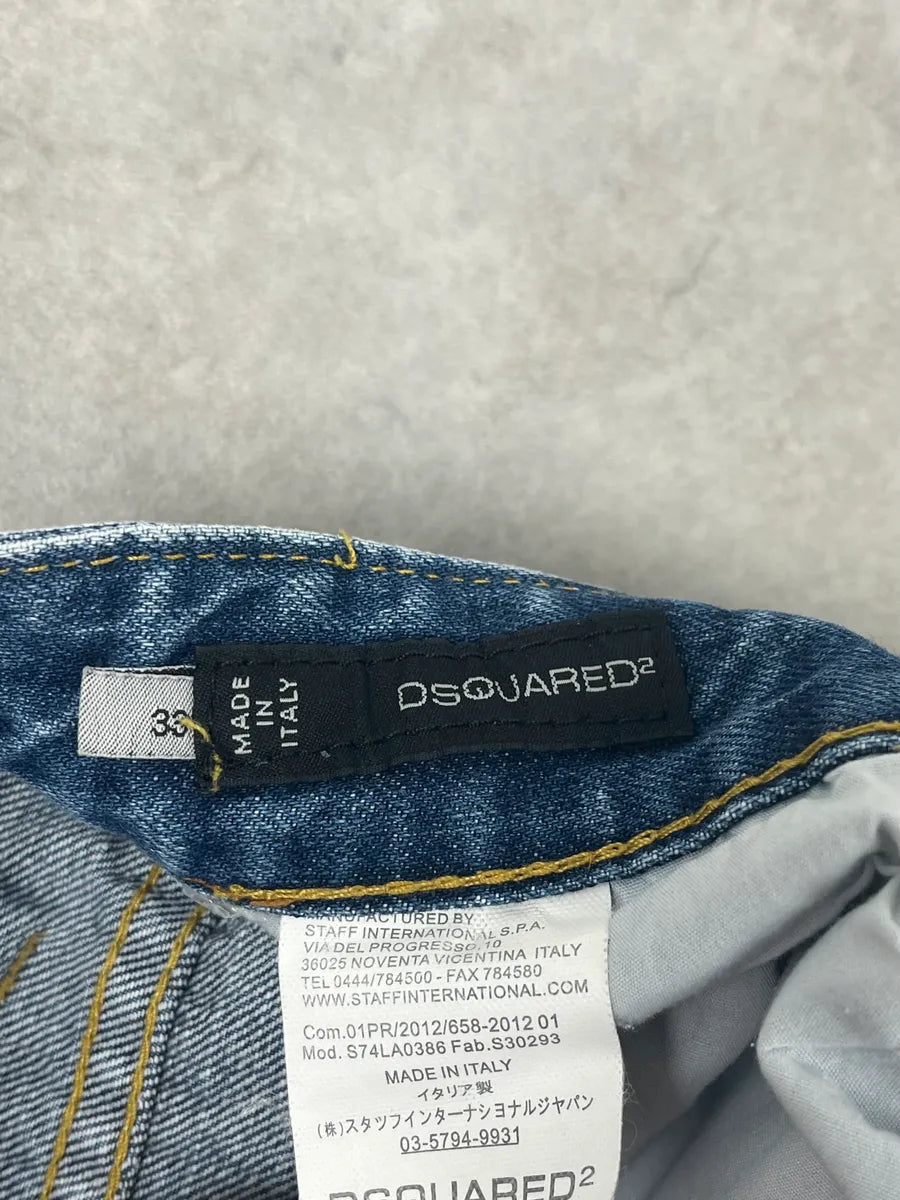 33
MADE
IN
ITALY
DSQUARED2
MANUFACTURED BY
STAFF INTERNATIONAL S.P.A.
VIA DEL PROGRESSO, 10
36025 NOVENTA VICENTINA ITALY
TEL 0444/784500 - FAX 784580
WWW.STAFFINTERNATIONAL.COM
Com.01PR/2012/658-2012 01
Mod. S74LA0386 Fab.S30293
MADE IN ITALY
イタリア製
(株)スタッフインターナショナルジャパン
03-5794-9931
DSQUARED2